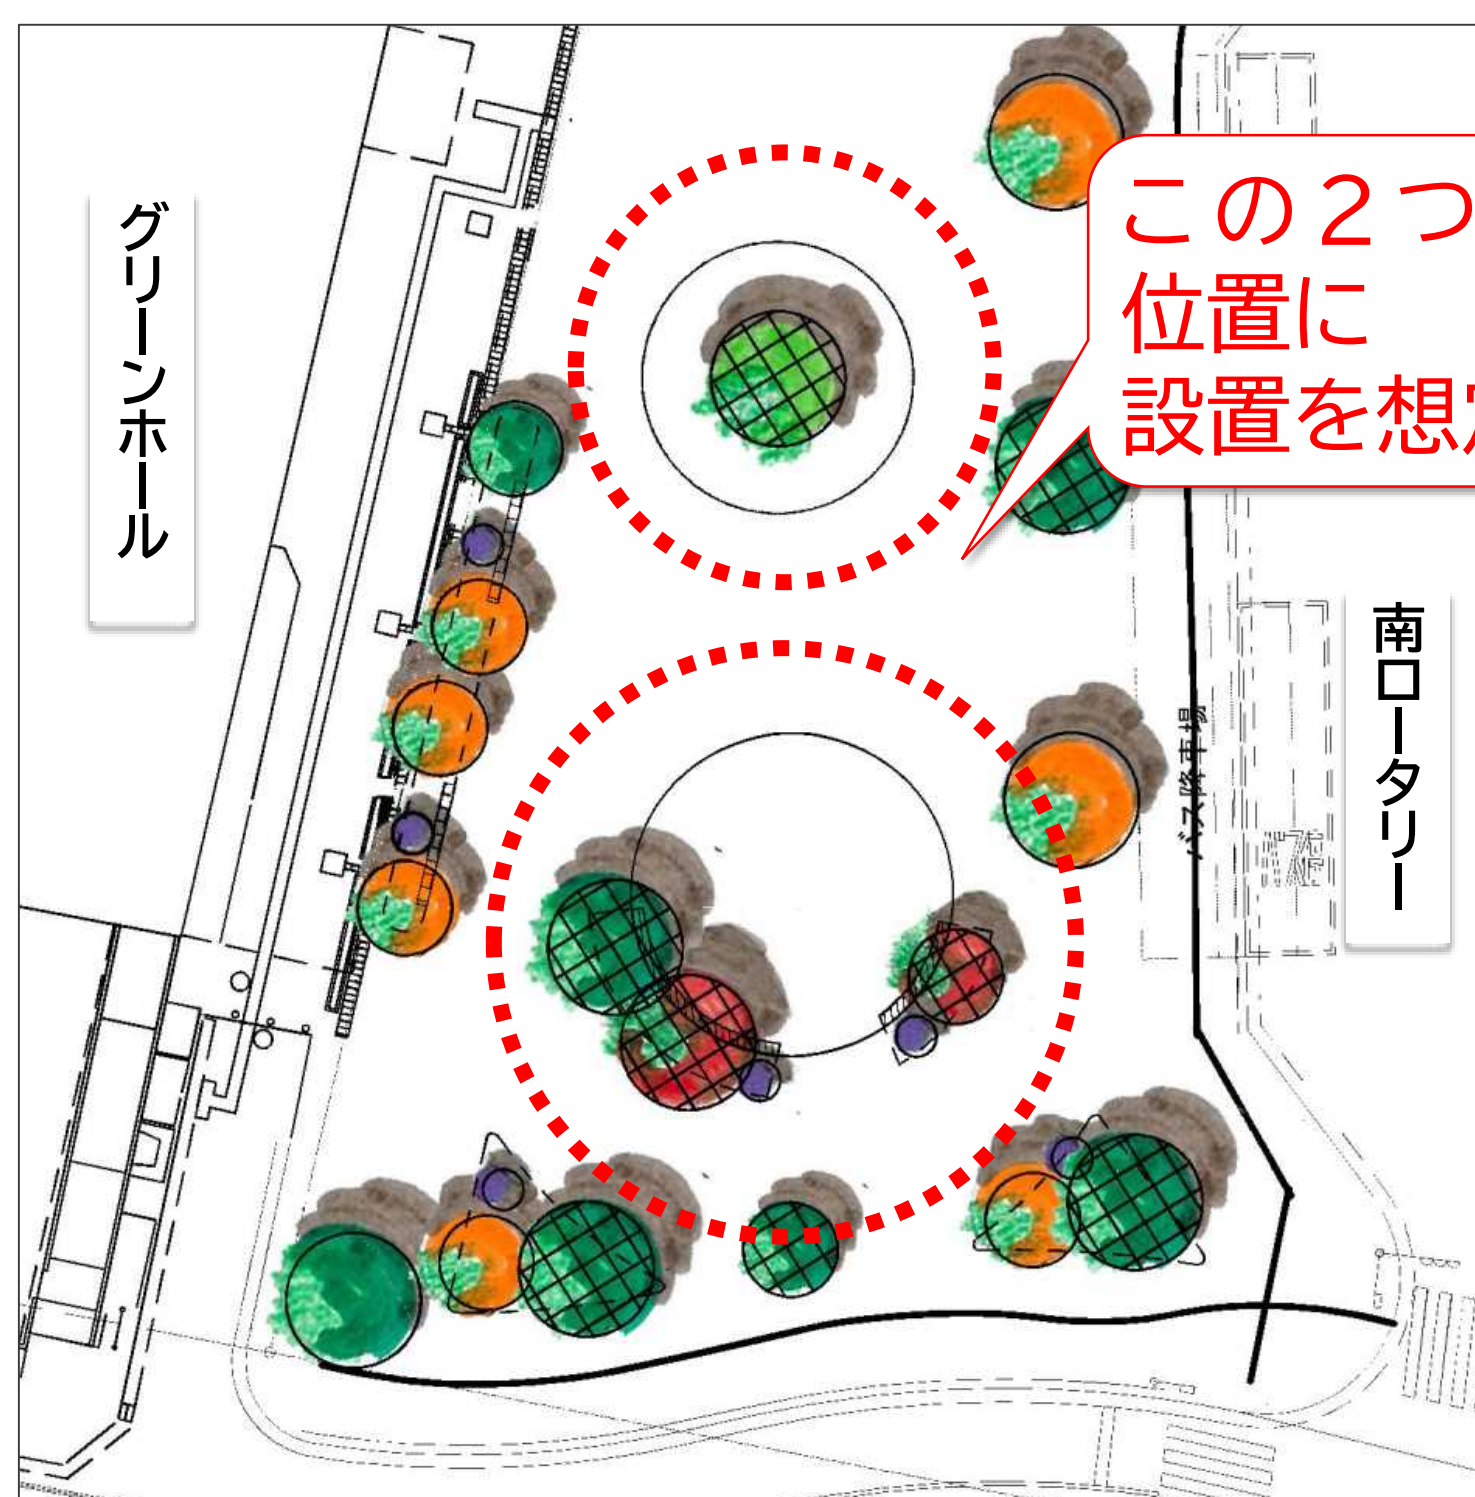 グリーンホール
この２つ
位置に
設置を想
バス降車場
南ロータリー